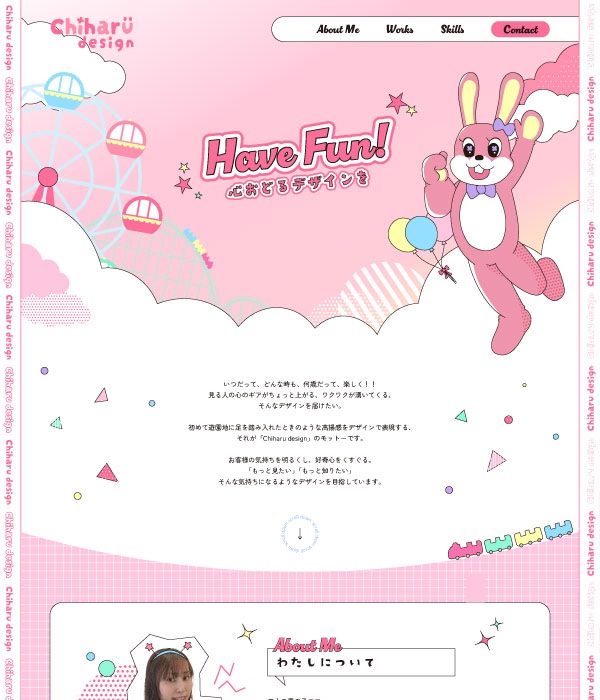 Chiharu design
About Me
Works
Skills
Contact
Have Fun!
心おどるデザインを
いつだって、どんな時も、何歳だって、楽しく！！
見る人の心のギアがちょっと上がる、ワクワクが湧いてくる、
そんなデザインを届けたい。
初めて遊園地に足を踏み入れたときのような高揚感をデザインで表現する、
それが「Chiharu design」のモットーです。
お客様の気持ちを明るくし、好奇心をくすぐる。
「もっと見たい」「もっと知りたい」
そんな気持ちになるようなデザインを目指しています。
About Me
わたしについて